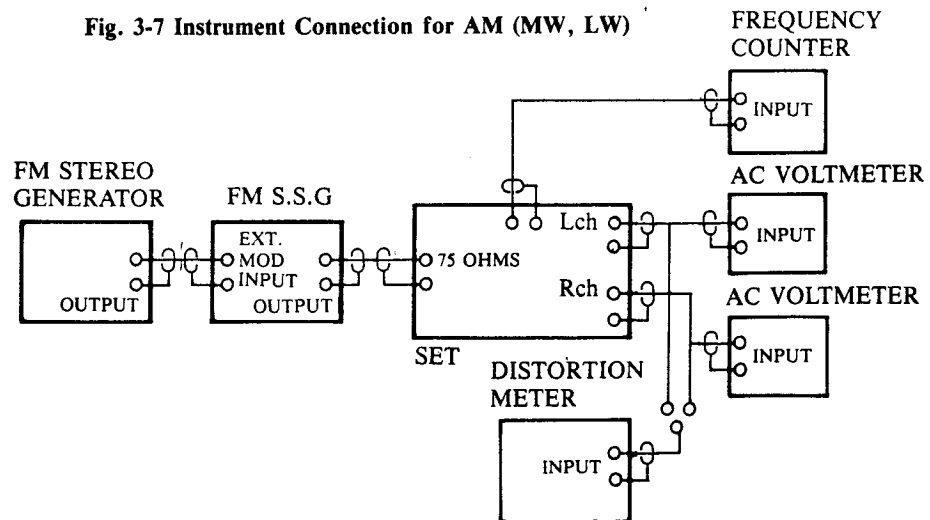 Fig. 3-7 Instrument Connection for AM (MW, LW)
FREQUENCY
COUNTER
INPUT
FM STEREO
GENERATOR
OUTPUT
FM S.S.G
EXT.
MOD
INPUT
OUTPUT
75 OHMS
Lch
Rch
SET
AC VOLTMETER
INPUT
AC VOLTMETER
INPUT
DISTORTION
METER
INPUT